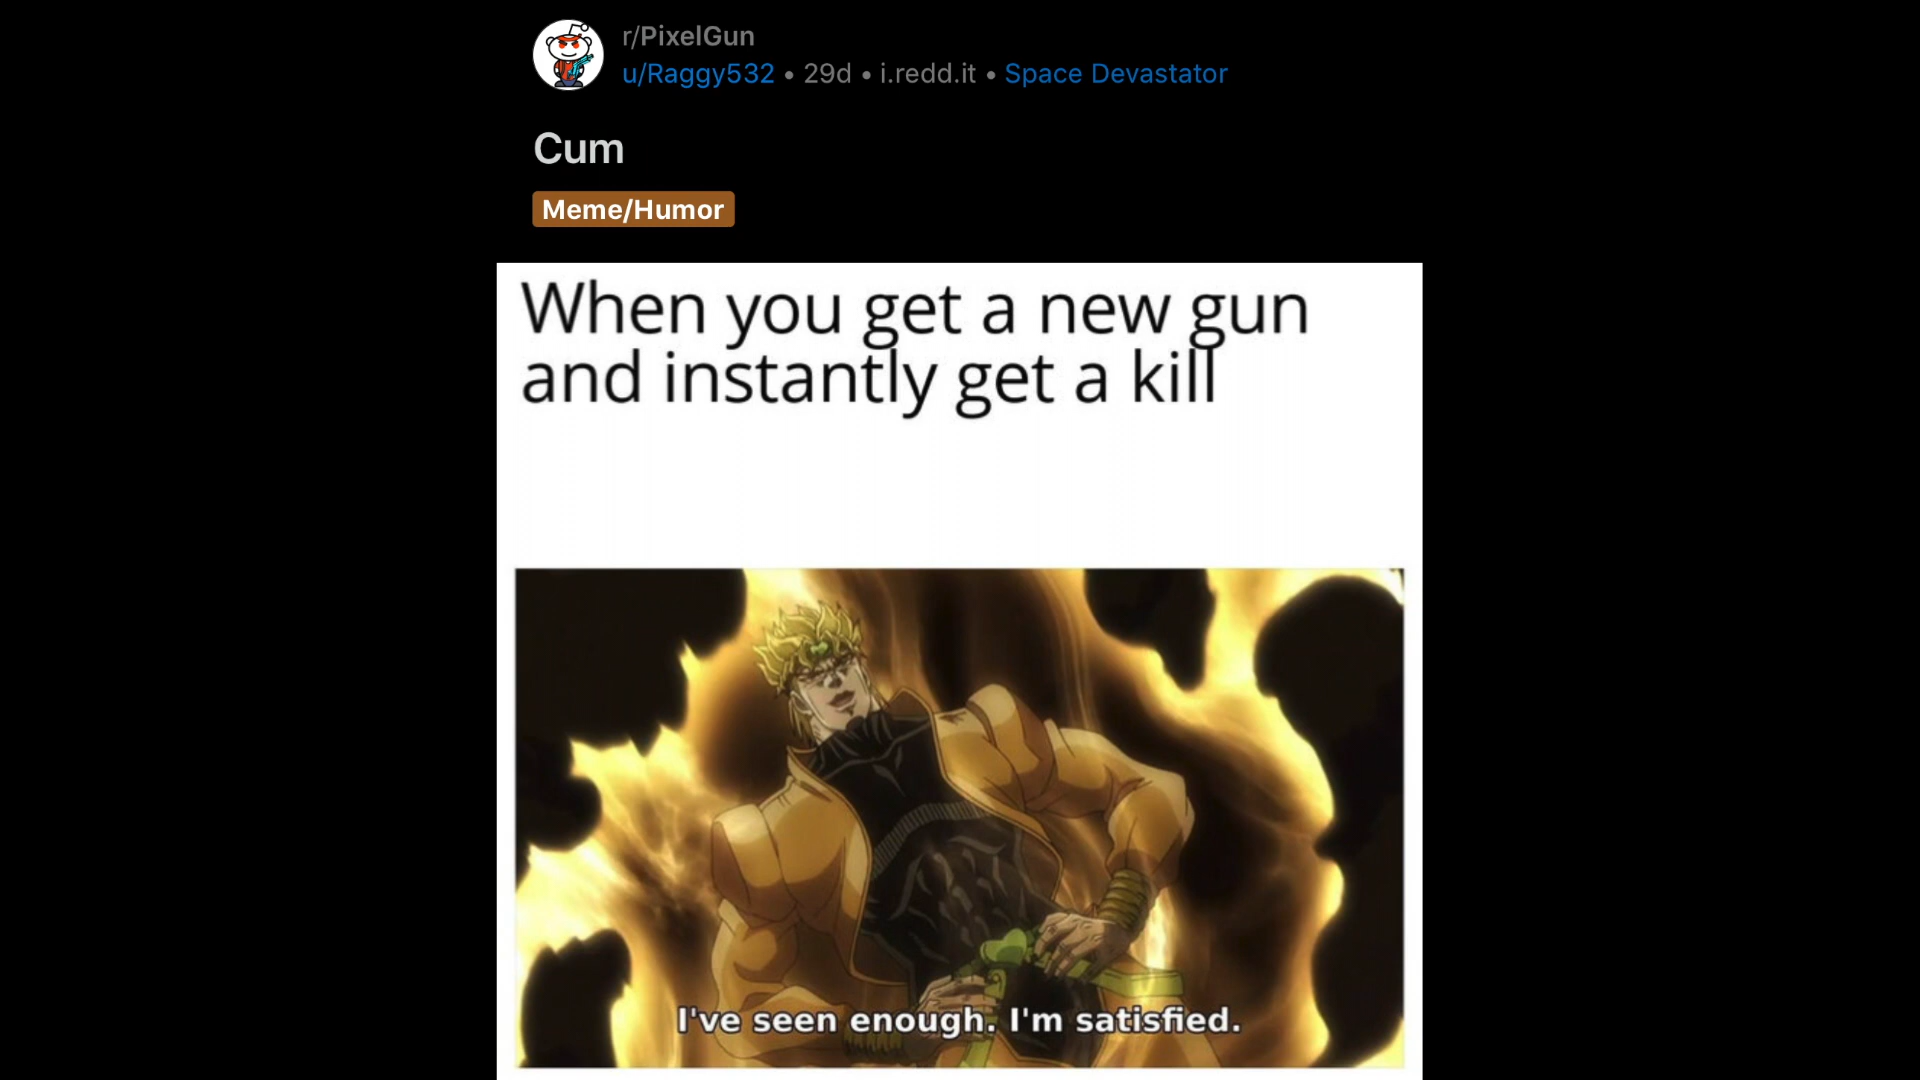 r/PixelGun
u/Raggy532 • 29d • i.redd.it • Space Devastator
Cum
Meme/Humor
When you get a new gun
and instantly get a kill
I've seen enough. I'm satisfied.